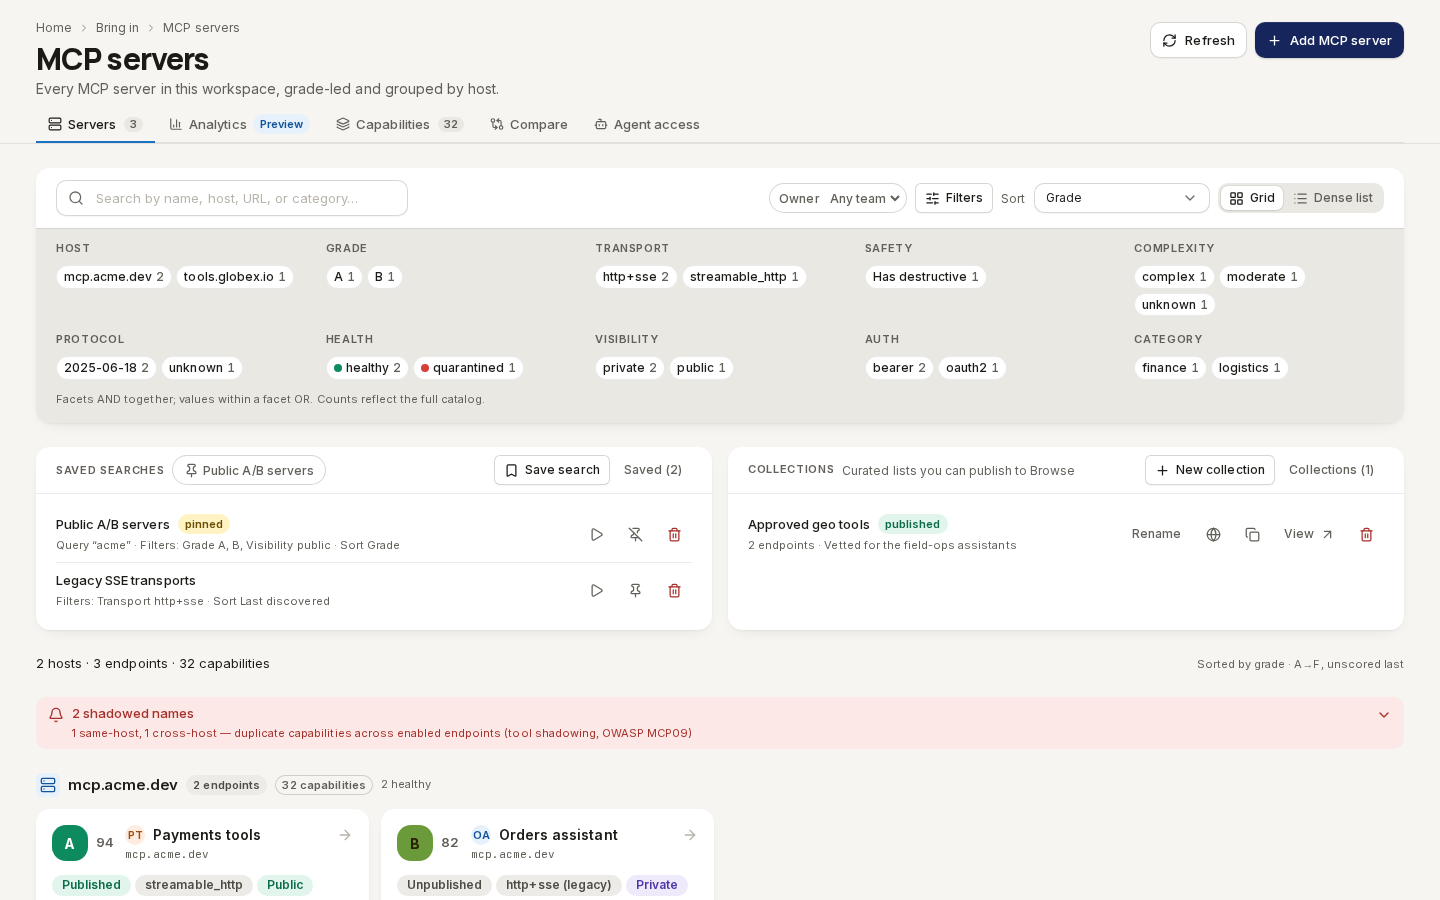 Home > Bring in > MCP servers
MCP servers
Every MCP server in this workspace, grade-led and grouped by host.
Refresh
Add MCP server
Servers 3
Analytics Preview
Capabilities 32
Compare
Agent access
Search by name, host, URL, or category…
Owner Any team
Filters
Sort Grade
Grid
Dense list
HOST
mcp.acme.dev 2 tools.globex.io 1
GRADE
A 1 B 1
TRANSPORT
http+sse 2 streamable_http 1
SAFETY
Has destructive 1
COMPLEXITY
complex 1 moderate 1
unknown 1
PROTOCOL
2025-06-18 2 unknown 1
HEALTH
healthy 2 quarantined 1
VISIBILITY
private 2 public 1
AUTH
bearer 2 oauth2 1
CATEGORY
finance 1 logistics 1
Facets AND together; values within a facet OR. Counts reflect the full catalog.
SAVED SEARCHES Public A/B servers
Save search
Saved (2)
Public A/B servers pinned
Query “acme” · Filters: Grade A, B, Visibility public · Sort Grade
Legacy SSE transports
Filters: Transport http+sse · Sort Last discovered
COLLECTIONS Curated lists you can publish to Browse
New collection
Collections (1)
Approved geo tools published
2 endpoints · Vetted for the field-ops assistants
Rename
View
2 hosts · 3 endpoints · 32 capabilities
Sorted by grade · A→F, unscored last
2 shadowed names
1 same-host, 1 cross-host — duplicate capabilities across enabled endpoints (tool shadowing, OWASP MCP09)
mcp.acme.dev 2 endpoints 32 capabilities 2 healthy
A 94 PT Payments tools
mcp.acme.dev
Published streamable_http Public
B 82 OA Orders assistant
mcp.acme.dev
Unpublished http+sse (legacy) Private